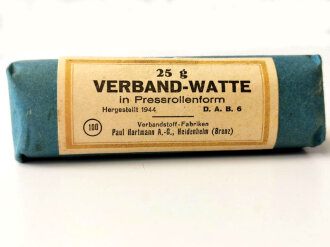 25 g
VERBAND-WATTE
in Pressrollenform
Hergestellt 1944 D. A. B. 6
100
Verbandstoff-Fabriken
Paul Hartmann A.-G., Heidenheim (Brenz)